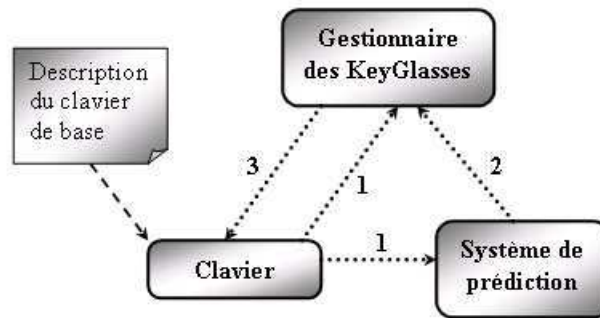 Gestionnaire
des KeyGlasses
Description
du clavier
de base
3
1
2
1
Clavier
Système de
prédiction